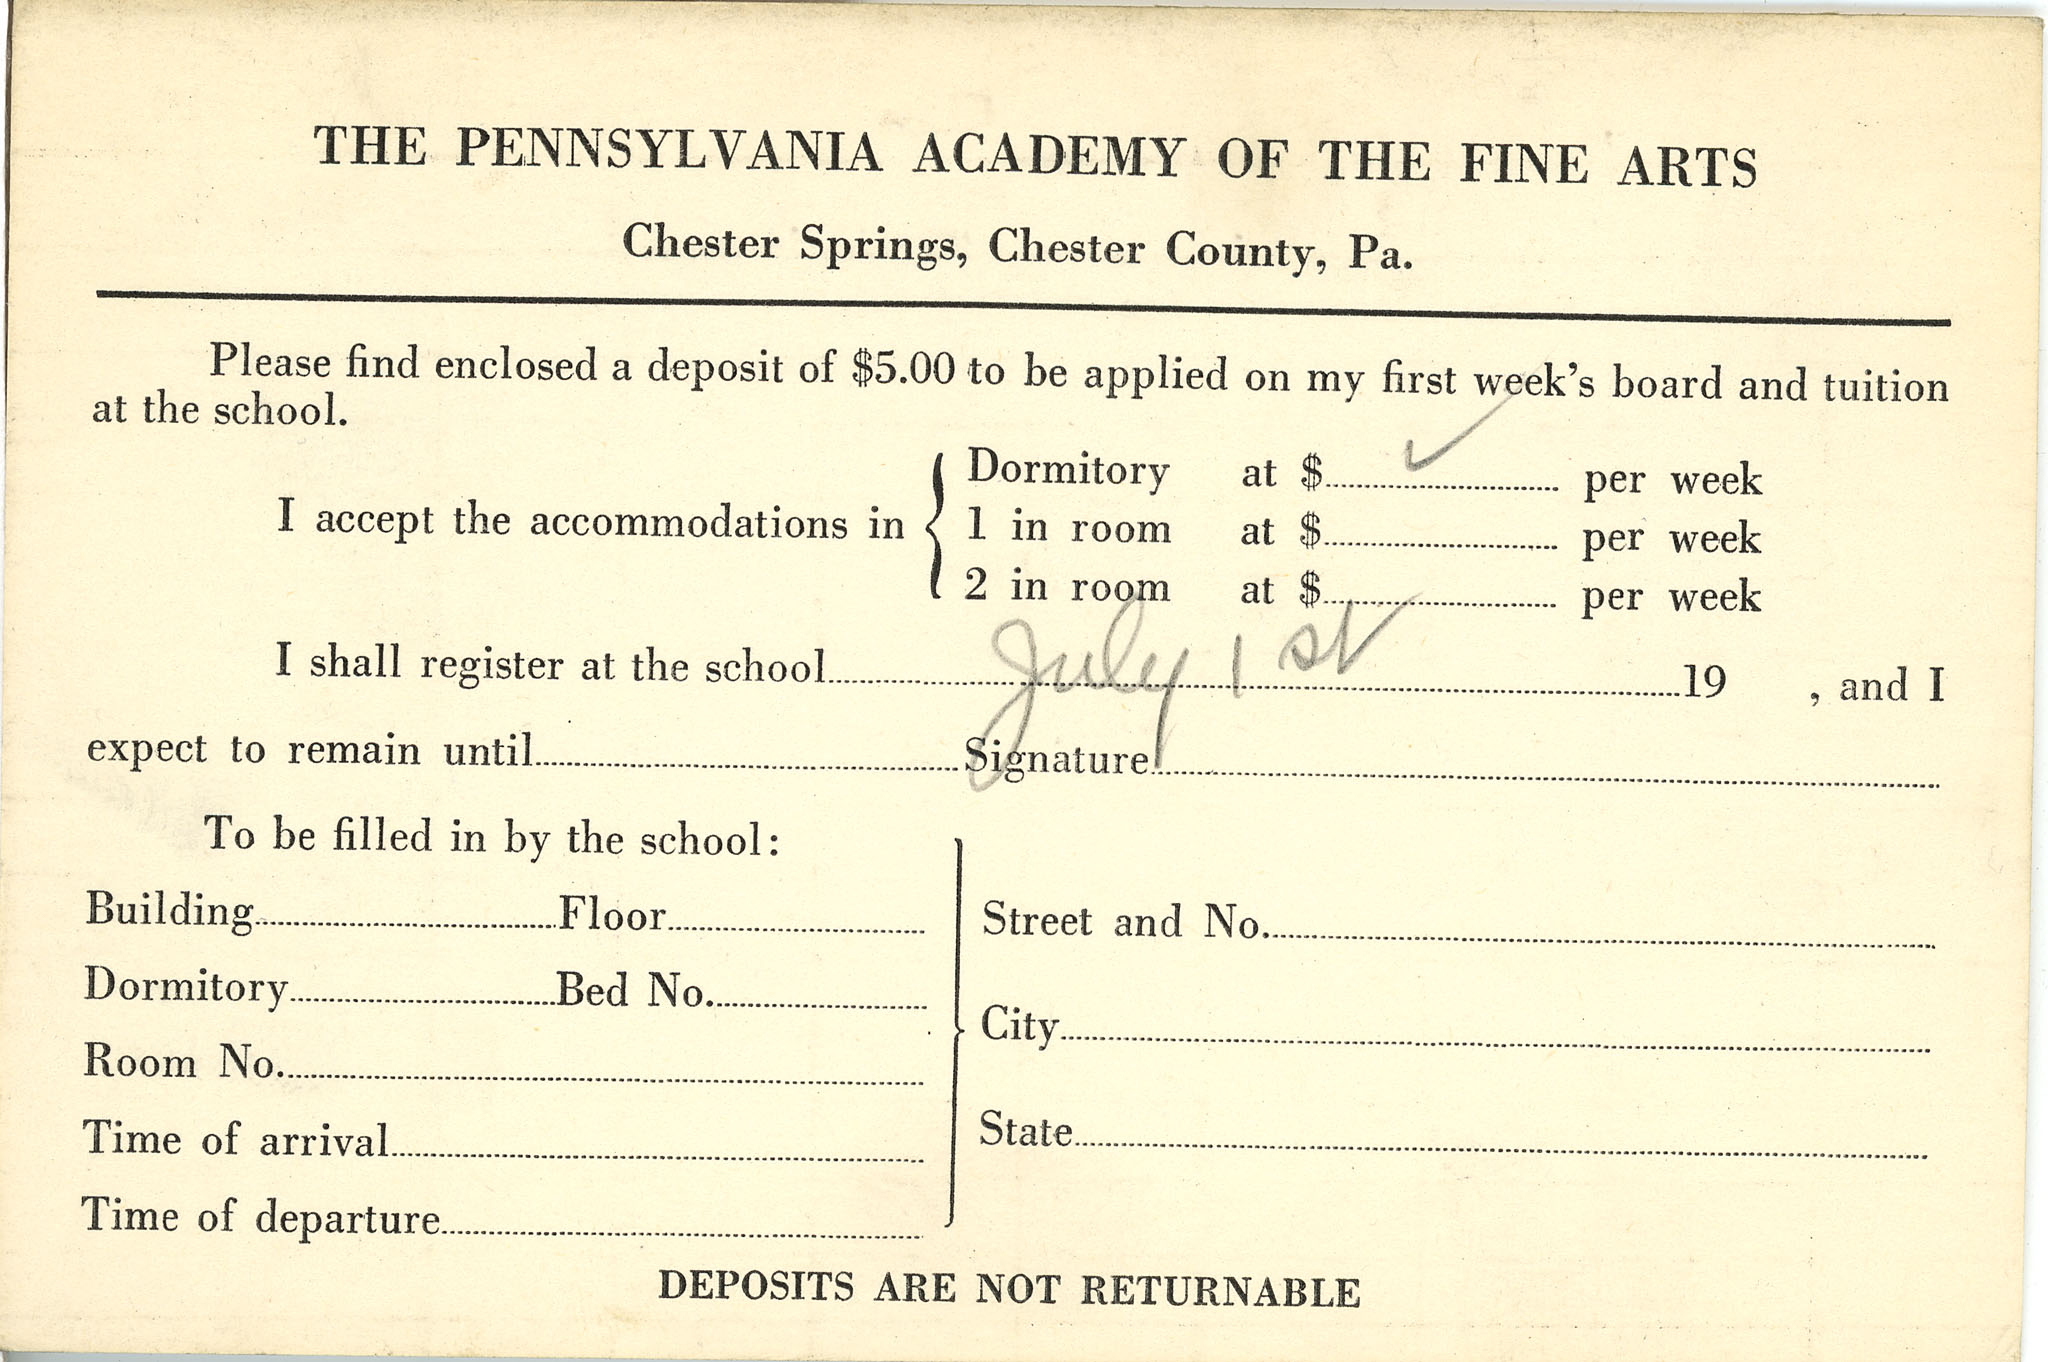 THE PENNSYLVANIA ACADEMY OF THE FINE ARTS
Chester Springs, Chester County, Pa.
Please find enclosed a deposit of $5.00 to be applied on my first week's board and tuition
at the school.
I accept the accommodations in
Dormitory at $ ✓ per week
1 in room at $ per week
2 in room at $ per week
I shall register at the school July 1st 19 , and I
expect to remain until Signature
To be filled in by the school:
Building Floor
Dormitory Bed No.
Room No.
Time of arrival
Time of departure
Street and No.
City
State
DEPOSITS ARE NOT RETURNABLE